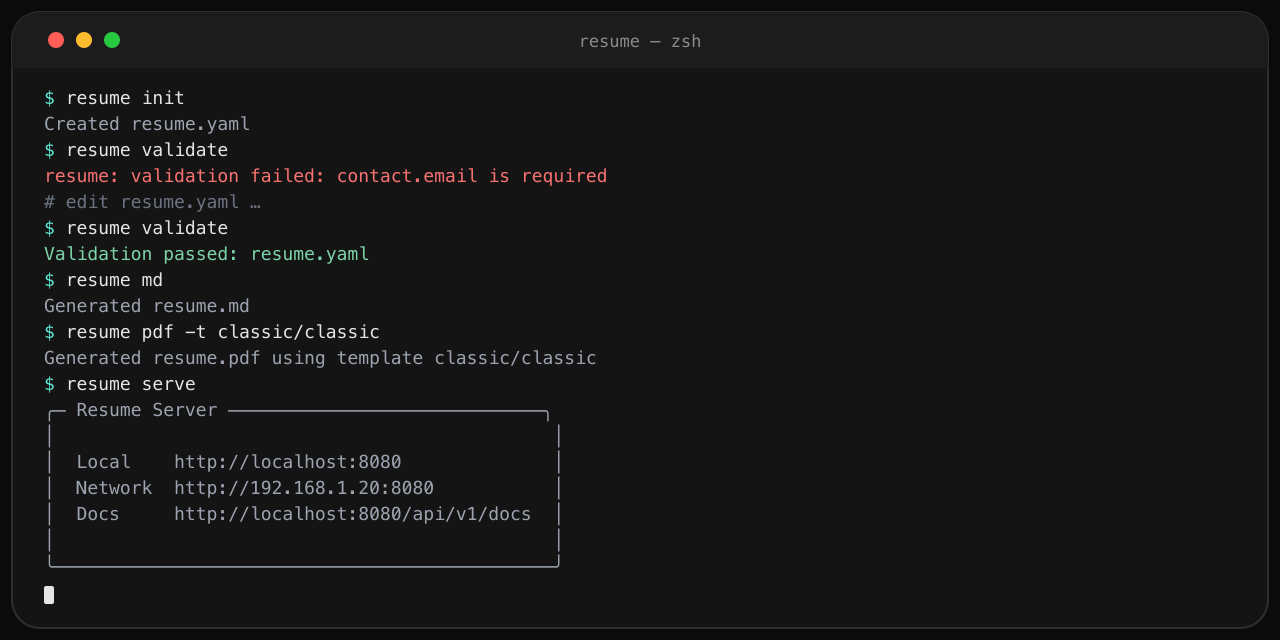 resume — zsh
$ resume init
Created resume.yaml
$ resume validate
resume: validation failed: contact.email is required
# edit resume.yaml …
$ resume validate
Validation passed: resume.yaml
$ resume md
Generated resume.md
$ resume pdf -t classic/classic
Generated resume.pdf using template classic/classic
$ resume serve
Resume Server
Local http://localhost:8080
Network http://192.168.1.20:8080
Docs http://localhost:8080/api/v1/docs